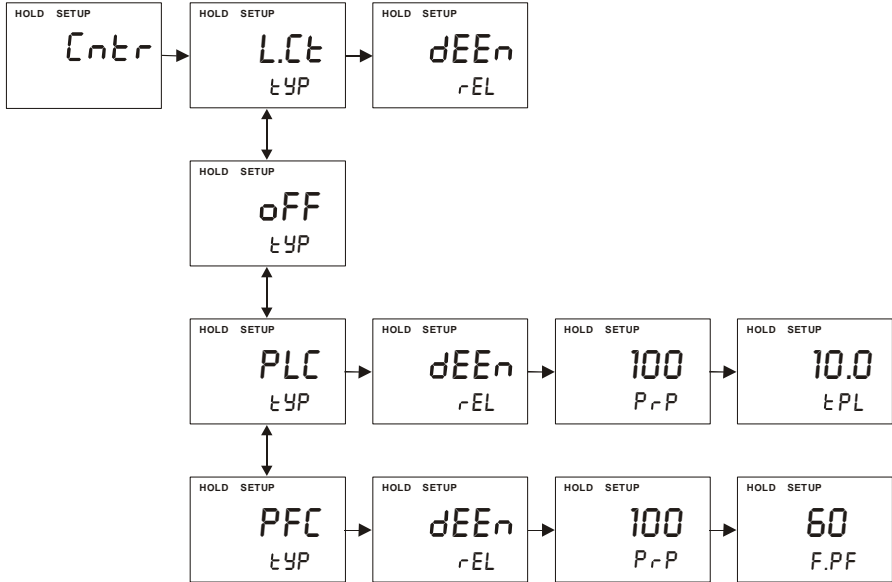 HOLD SETUP
Cntr
HOLD SETUP
L.Ct
tYP
HOLD SETUP
dEEn
rEL
HOLD SETUP
oFF
tYP
HOLD SETUP
PLC
tYP
HOLD SETUP
dEEn
rEL
HOLD SETUP
100
PrP
HOLD SETUP
10.0
tPL
HOLD SETUP
PFC
tYP
HOLD SETUP
dEEn
rEL
HOLD SETUP
100
PrP
HOLD SETUP
60
F.PF